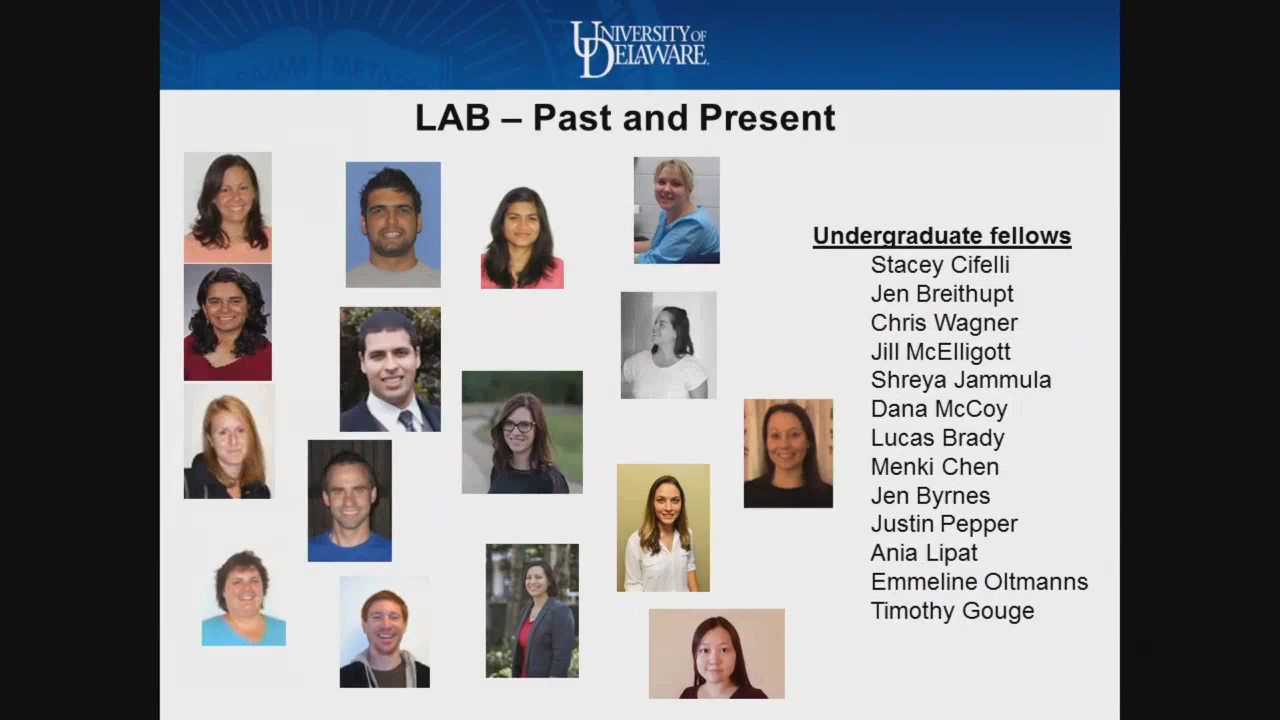 UNIVERSITY OF
DELAWARE.
LAB – Past and Present
Undergraduate fellows
Stacey Cifelli
Jen Breithupt
Chris Wagner
Jill McElligott
Shreya Jammula
Dana McCoy
Lucas Brady
Menki Chen
Jen Byrnes
Justin Pepper
Ania Lipat
Emmeline Oltmanns
Timothy Gouge